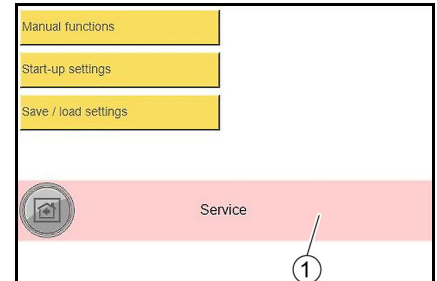 Manual functions
Start-up settings
Save / load settings
Service
1